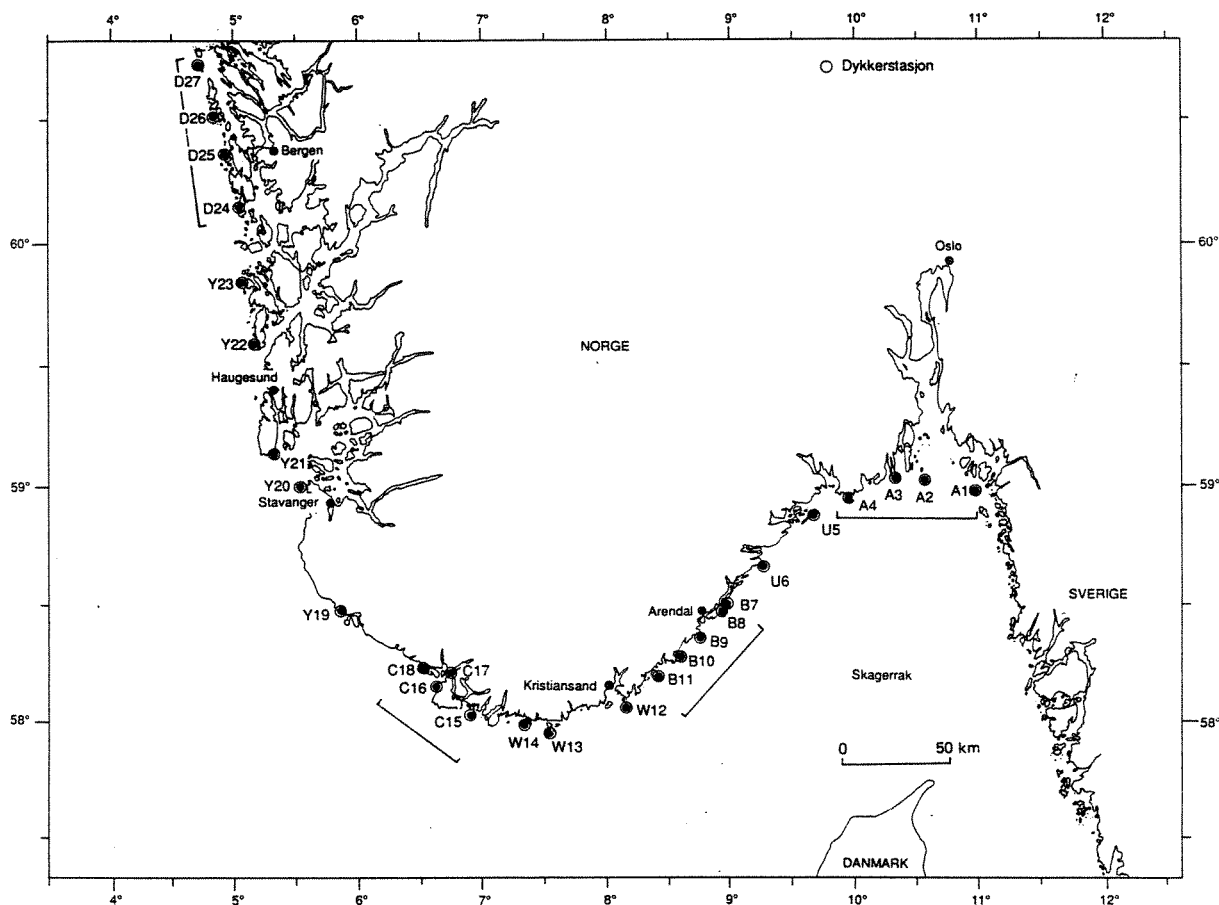 4° 5° 6° 7° 8° 9° 10° 11° 12°
Dykkerstasjon
D27
D26
Bergen
D25
D24
60° 60°
Oslo
Y23
Y22
NORGE
Haugesund
Y21
Y20
59° 59°
Stavanger
A4 A3 A2 A1
U5
U6
SVERIGE
Y19
Arendal
B7
B8
B9
B10
B11
C18 C17
C16
Kristiansand
Skagerrak
C15
W14 W13 W12
58° 58°
0 50 km
DANMARK
4° 5° 6° 7° 8° 9° 10° 11° 12°